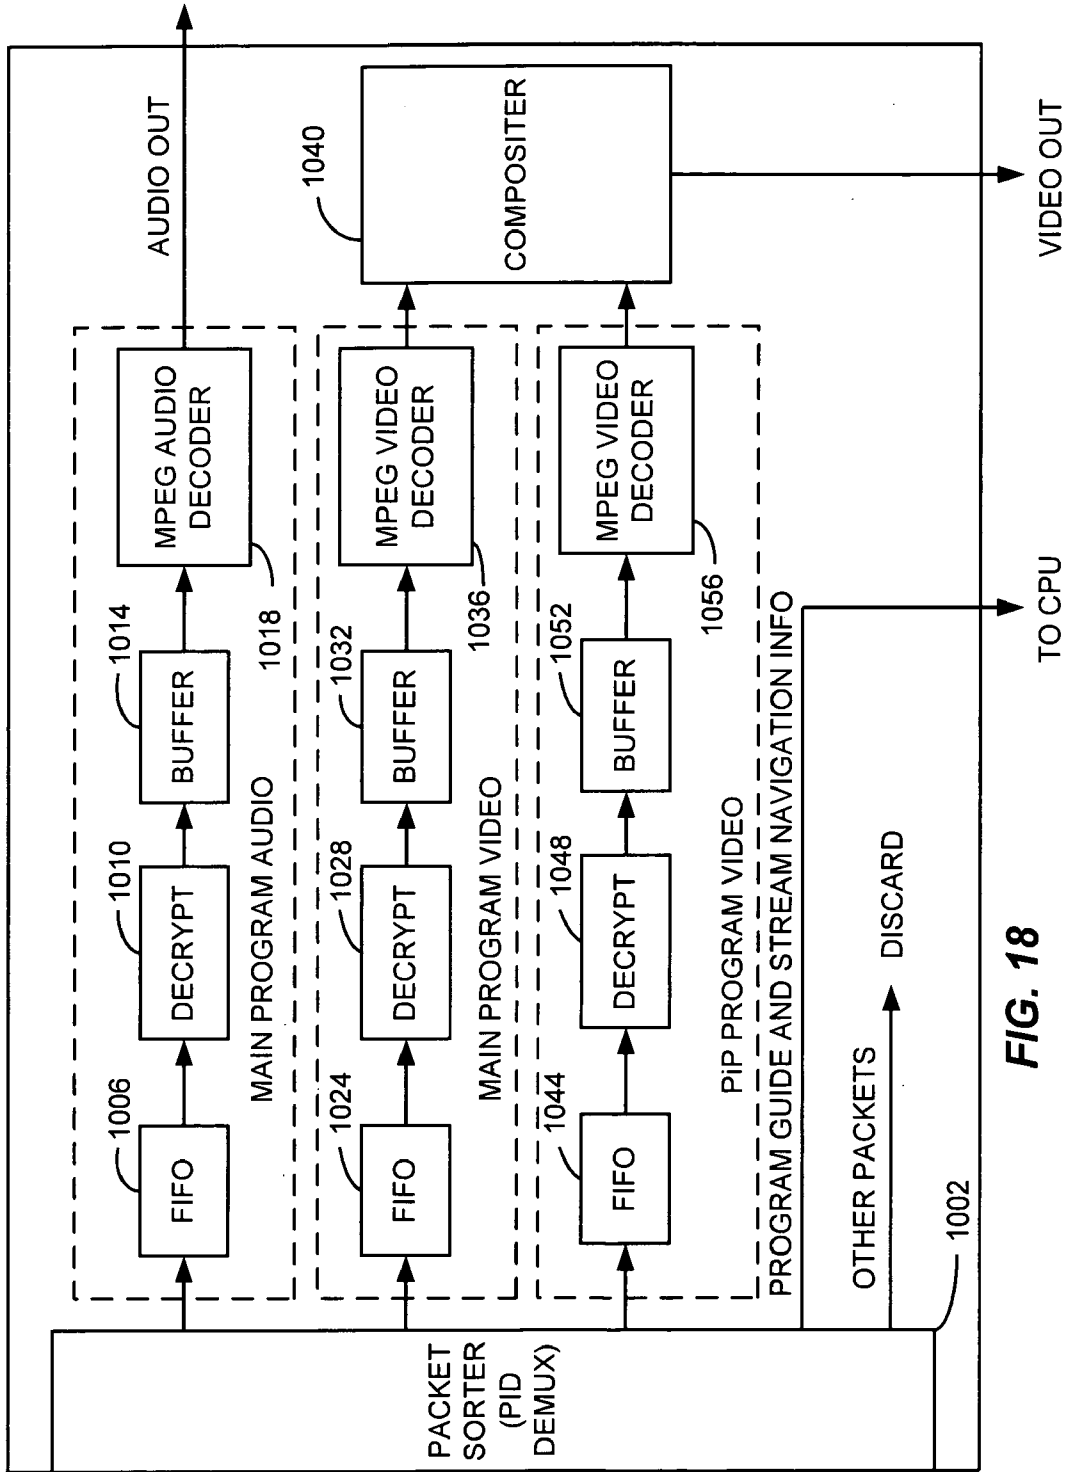 PACKET
SORTER
(PID
DEMUX)
1002
1006
FIFO
1010
DECRYPT
1014
BUFFER
MPEG AUDIO
DECODER
1018
MAIN PROGRAM AUDIO
AUDIO OUT
1024
FIFO
1028
DECRYPT
1032
BUFFER
MPEG VIDEO
DECODER
1036
MAIN PROGRAM VIDEO
1040
COMPOSITER
VIDEO OUT
1044
FIFO
1048
DECRYPT
1052
BUFFER
MPEG VIDEO
DECODER
1056
PiP PROGRAM VIDEO
PROGRAM GUIDE AND STREAM NAVIGATION INFO
TO CPU
OTHER PACKETS
DISCARD
FIG. 18